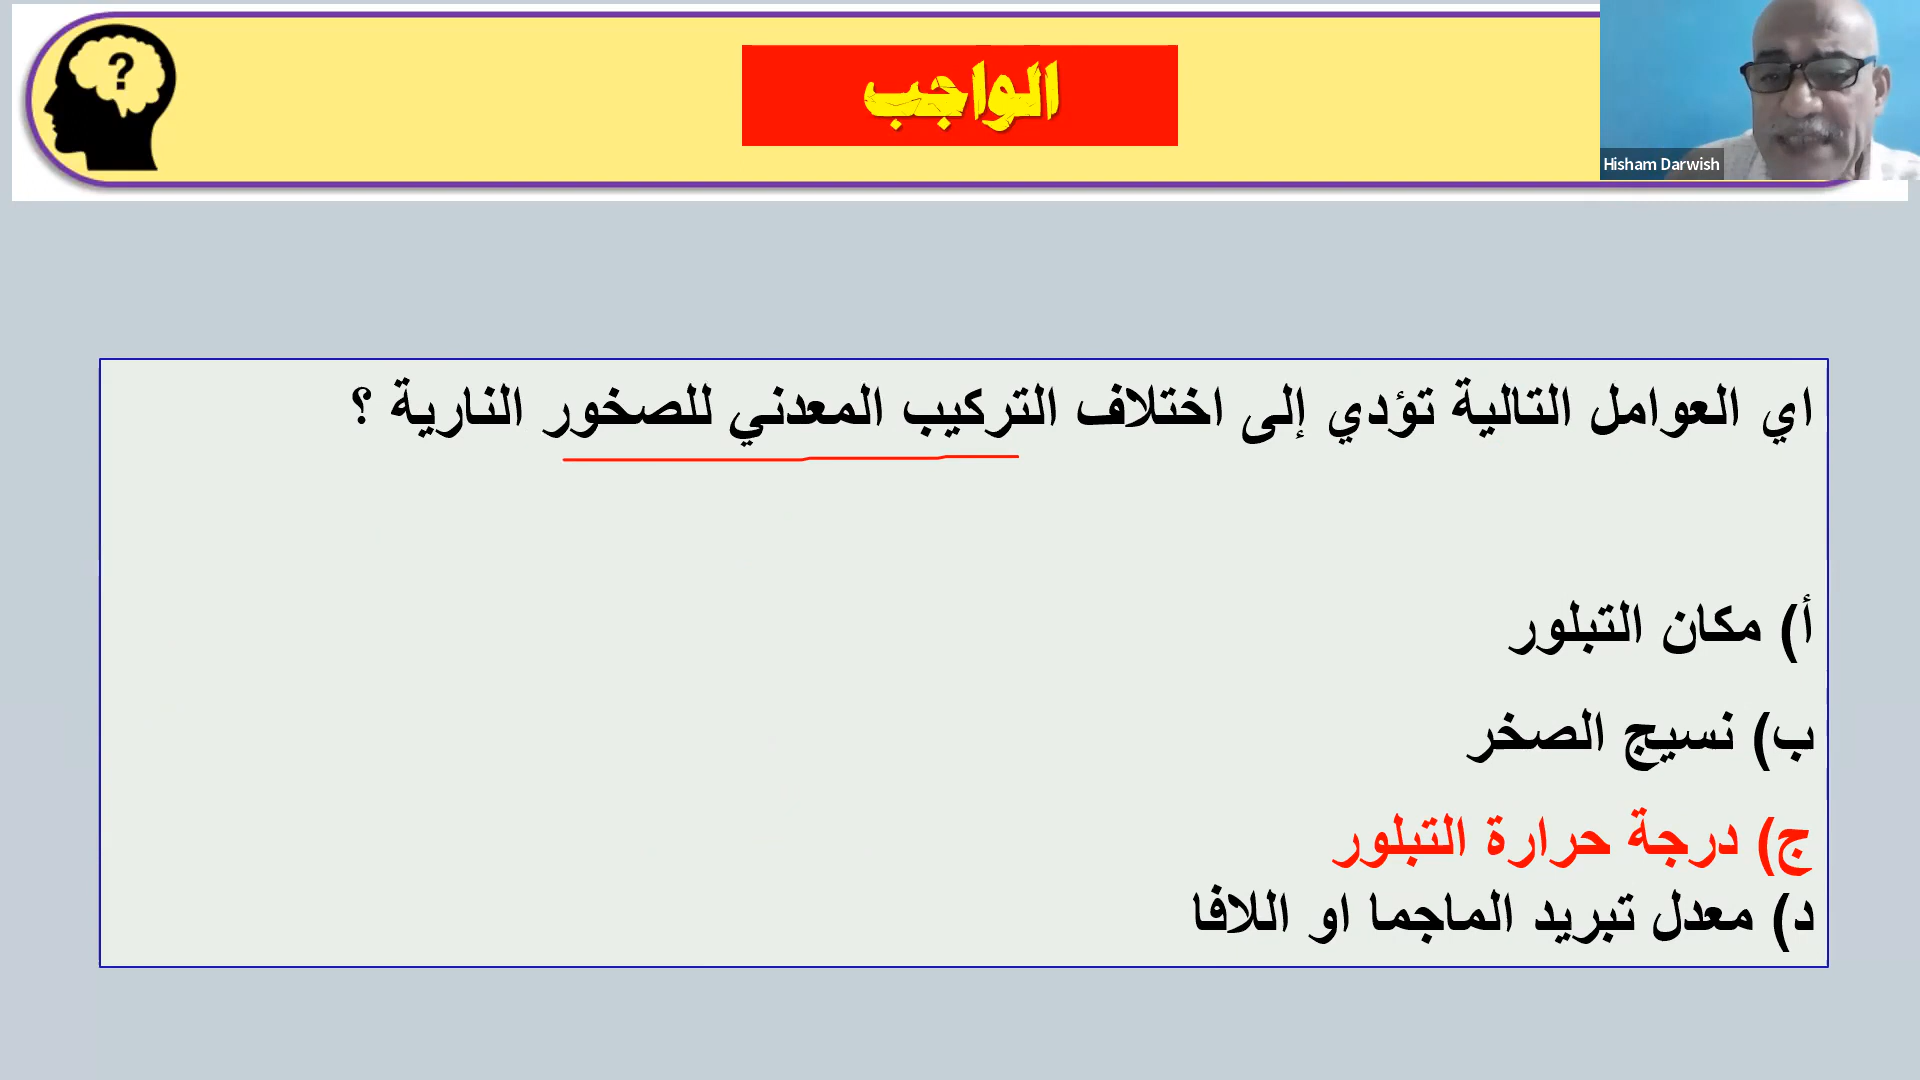 الواجب
?
Hisham Darwish
اي العوامل التالية تؤدي إلى اختلاف التركيب المعدني للصخور النارية ؟
أ) مكان التبلور
ب) نسيج الصخر
ج) درجة حرارة التبلور
د) معدل تبريد الماجما او اللافا